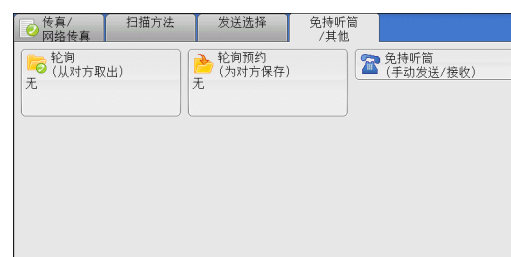 传真/
网络传真
扫描方法
发送选择
免持听筒
/其他
轮询
(从对方取出)
无
轮询预约
(为对方保存)
无
免持听筒
(手动发送/接收)